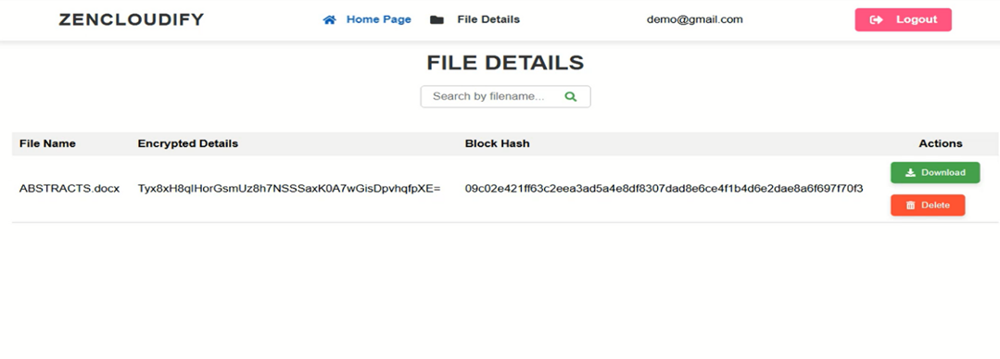 ZENCLOUDIFY Home Page File Details demo@gmail.com Logout
FILE DETAILS
Search by filename...
File Name Encrypted Details Block Hash Actions
ABSTRACTS.docx Tyx8xH8qlHorGsmUz8h7NSSSaxK0A7wGisDpvhqfpXE= 09c02e421ff63c2eea3ad5a4e8df8307dad8e6ce4f1b4d6e2dae8a6f697f70f3 Download
Delete